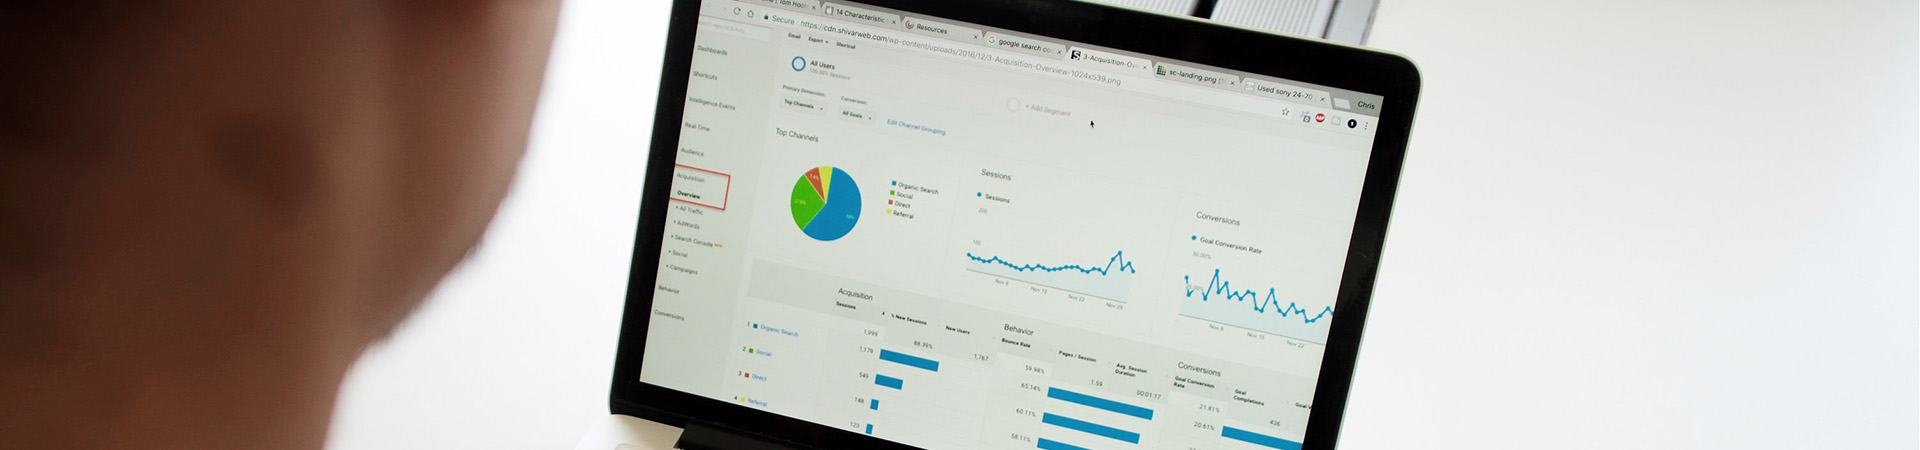 Tom Hoo
14 Characteristic
Resources
google search co
3-Acquisition-Ov
sc-landing.png (1
Used sony 24-70
Chris
Secure
https://cdn.shivarweb.com/wp-content/uploads/2016/12/3-Acquisition-Overview-1024x539.png
Email Export Shortcut
Dashboards
Shortcuts
Intelligence Events
Real Time
Audience
Acquisition
Overview
All Traffic
AdWords
Search Console NEW
Social
Campaigns
Behavior
Conversions
All Users
100.00% Sessions
+ Add Segment
Primary Dimension:
Conversion:
Top Channels
All Goals
Edit Channel Grouping
Top Channels
Organic Search
Social
Direct
Referral
Sessions
Sessions
200
100
Nov 8 Nov 15 Nov 22 Nov 29
Conversions
Goal Conversion Rate
50.00%
Nov 8 Nov 15 Nov 22
Acquisition
Sessions
% New Sessions
New Users
Behavior
Bounce Rate
Pages / Session
Avg. Session Duration
Conversions
Goal Conversion Rate
Goal Completions
1,999
88.39%
1,767
59.98%
1.59
00:01:17
21.81%
436
1 Organic Search
1,179
65.14%
20.61%
2 Social
549
60.11%
3 Direct
148
58.11%
4 Referral
123